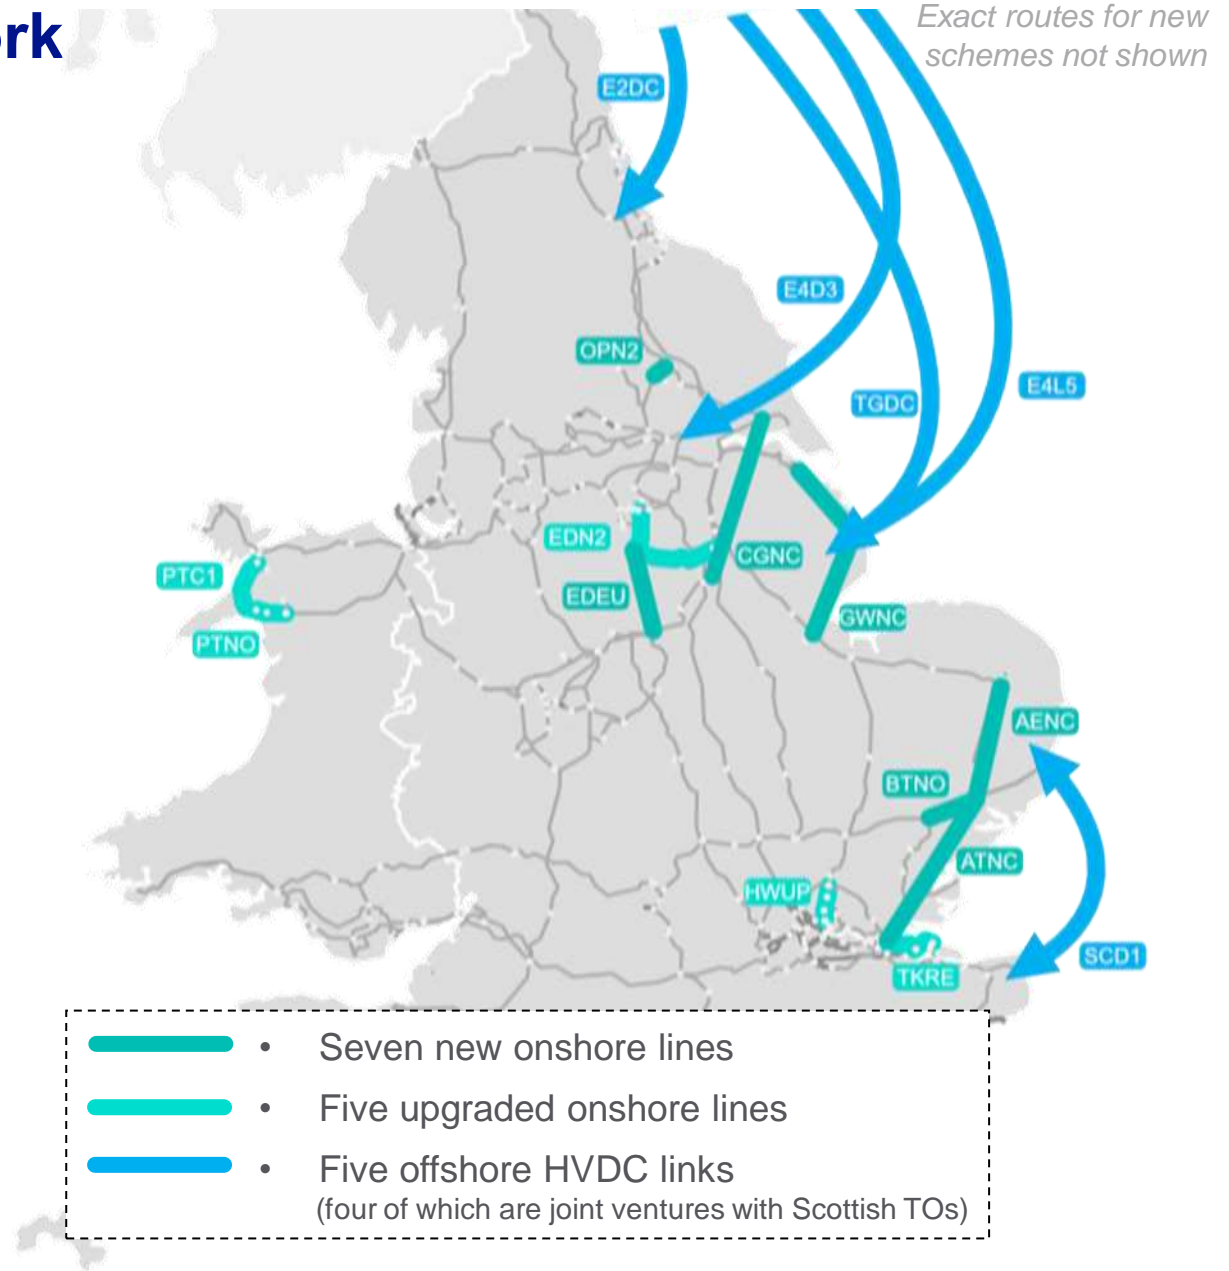 ork
Exact routes for new
schemes not shown
E2DC
E4D3
OPN2
E4L5
TGDC
EDN2
CGNC
PTC1
EDEU
GWNC
PTNO
AENC
BTNO
ATNC
HWUP
SCD1
TKRE
• Seven new onshore lines
• Five upgraded onshore lines
• Five offshore HVDC links
(four of which are joint ventures with Scottish TOs)